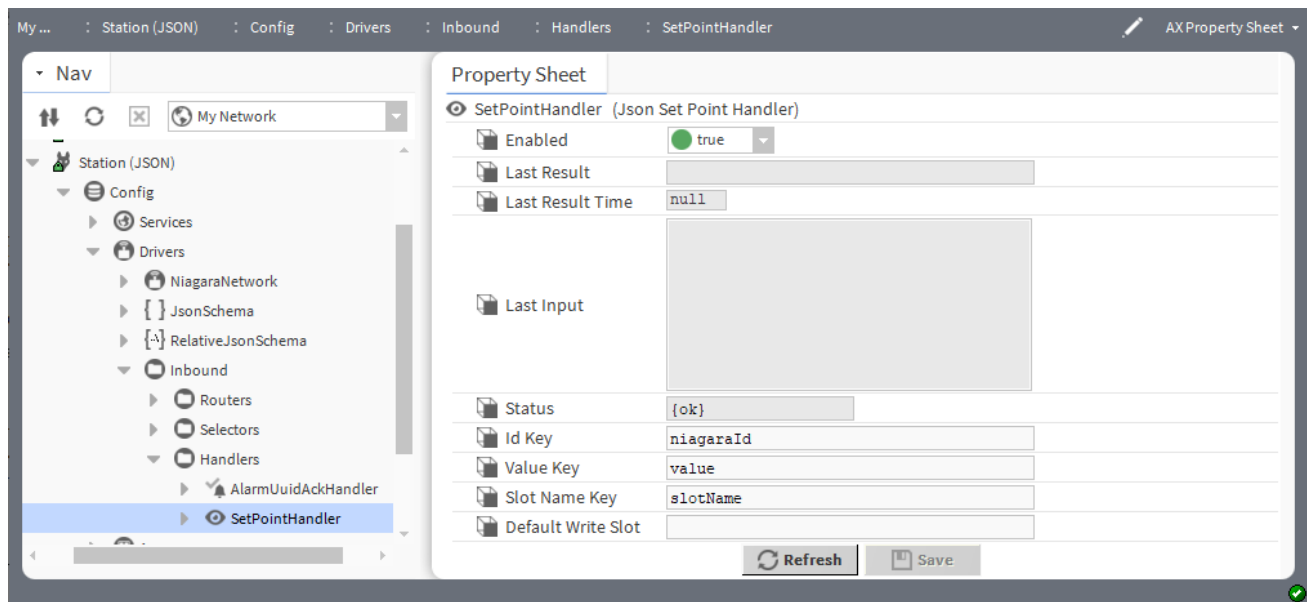 My ... : Station (JSON) : Config : Drivers : Inbound : Handlers : SetPointHandler AX Property Sheet
Nav
My Network
Station (JSON)
Config
Services
Drivers
NiagaraNetwork
JsonSchema
RelativeJsonSchema
Inbound
Routers
Selectors
Handlers
AlarmUuidAckHandler
SetPointHandler
Property Sheet
SetPointHandler (Json Set Point Handler)
Enabled true
Last Result
Last Result Time null
Last Input
Status {ok}
Id Key niagaraId
Value Key value
Slot Name Key slotName
Default Write Slot
Refresh Save